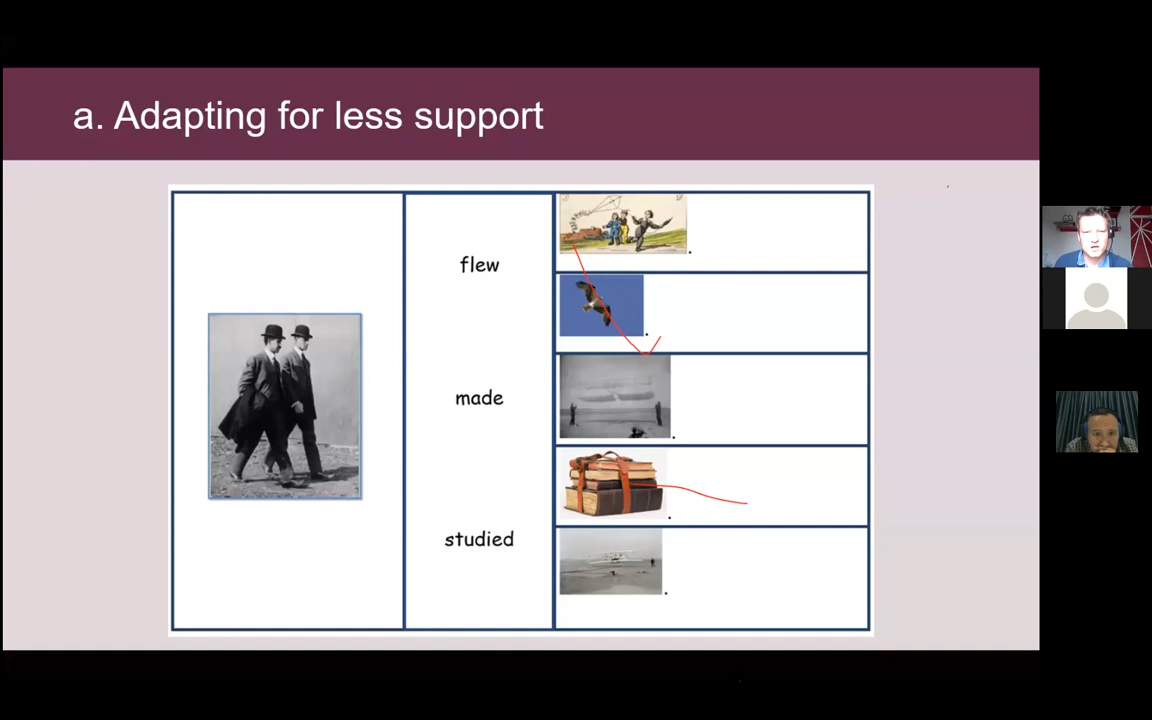 a. Adapting for less support
flew
.
.
made
.
studied
.
.